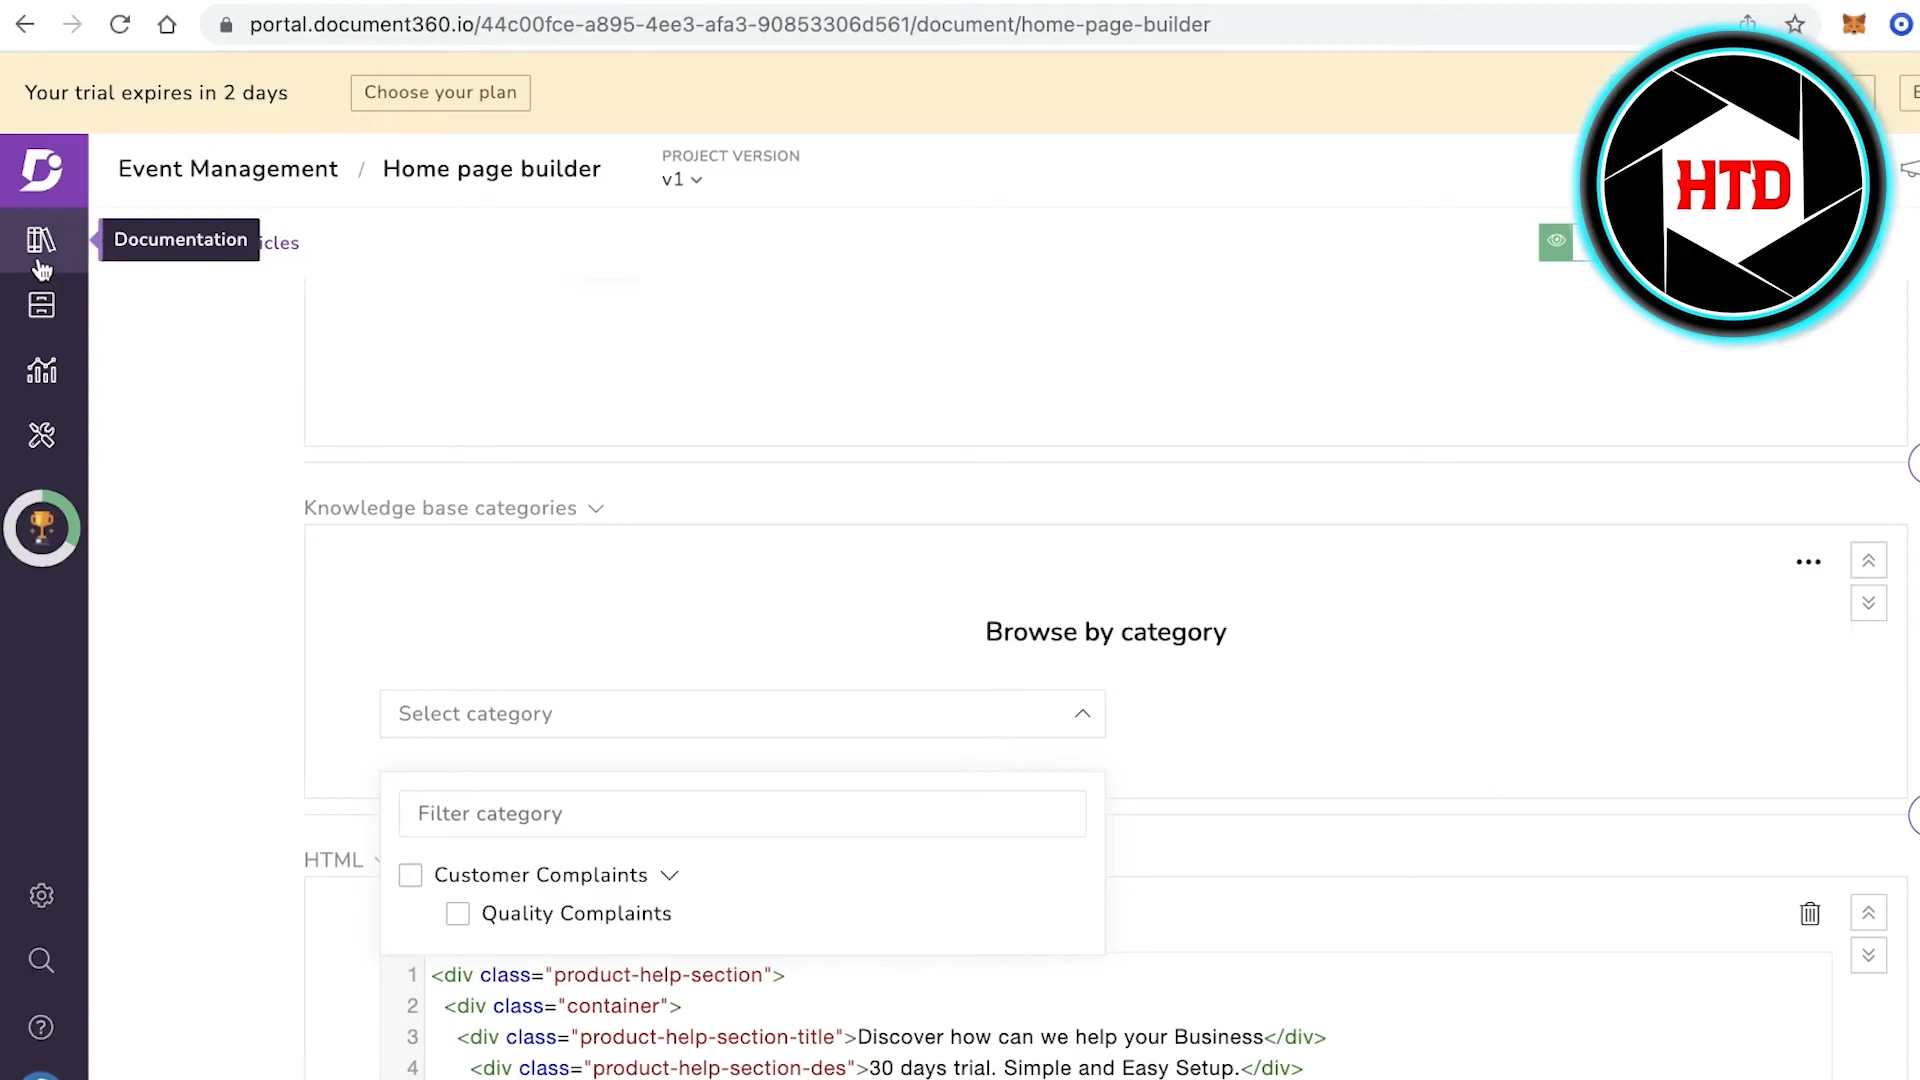 portal.document360.io/44c00fce-a895-4ee3-afa3-90853306d561/document/home-page-builder
Your trial expires in 2 days
Choose your plan
Event Management / Home page builder
PROJECT VERSION
v1
HTD
Documentation
icles
Knowledge base categories
Browse by category
Select category
Filter category
Customer Complaints
Quality Complaints
HTML
1 <div class="product-help-section">
2 <div class="container">
3 <div class="product-help-section-title">Discover how can we help your Business</div>
4 <div class="product-help-section-des">30 days trial. Simple and Easy Setup.</div>